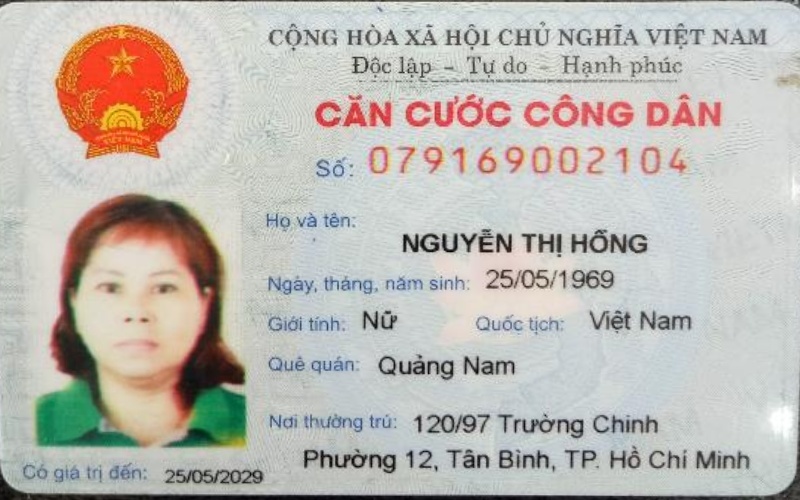 CỘNG HÒA XÃ HỘI CHỦ NGHĨA VIỆT NAM
Độc lập - Tự do - Hạnh phúc
CĂN CƯỚC CÔNG DÂN
Số: 079169002104
Họ và tên:
NGUYỄN THỊ HỒNG
Ngày, tháng, năm sinh: 25/05/1969
Giới tính: Nữ Quốc tịch: Việt Nam
Quê quán: Quảng Nam
Nơi thường trú: 120/97 Trường Chinh
Phường 12, Tân Bình, TP. Hồ Chí Minh
Có giá trị đến: 25/05/2029